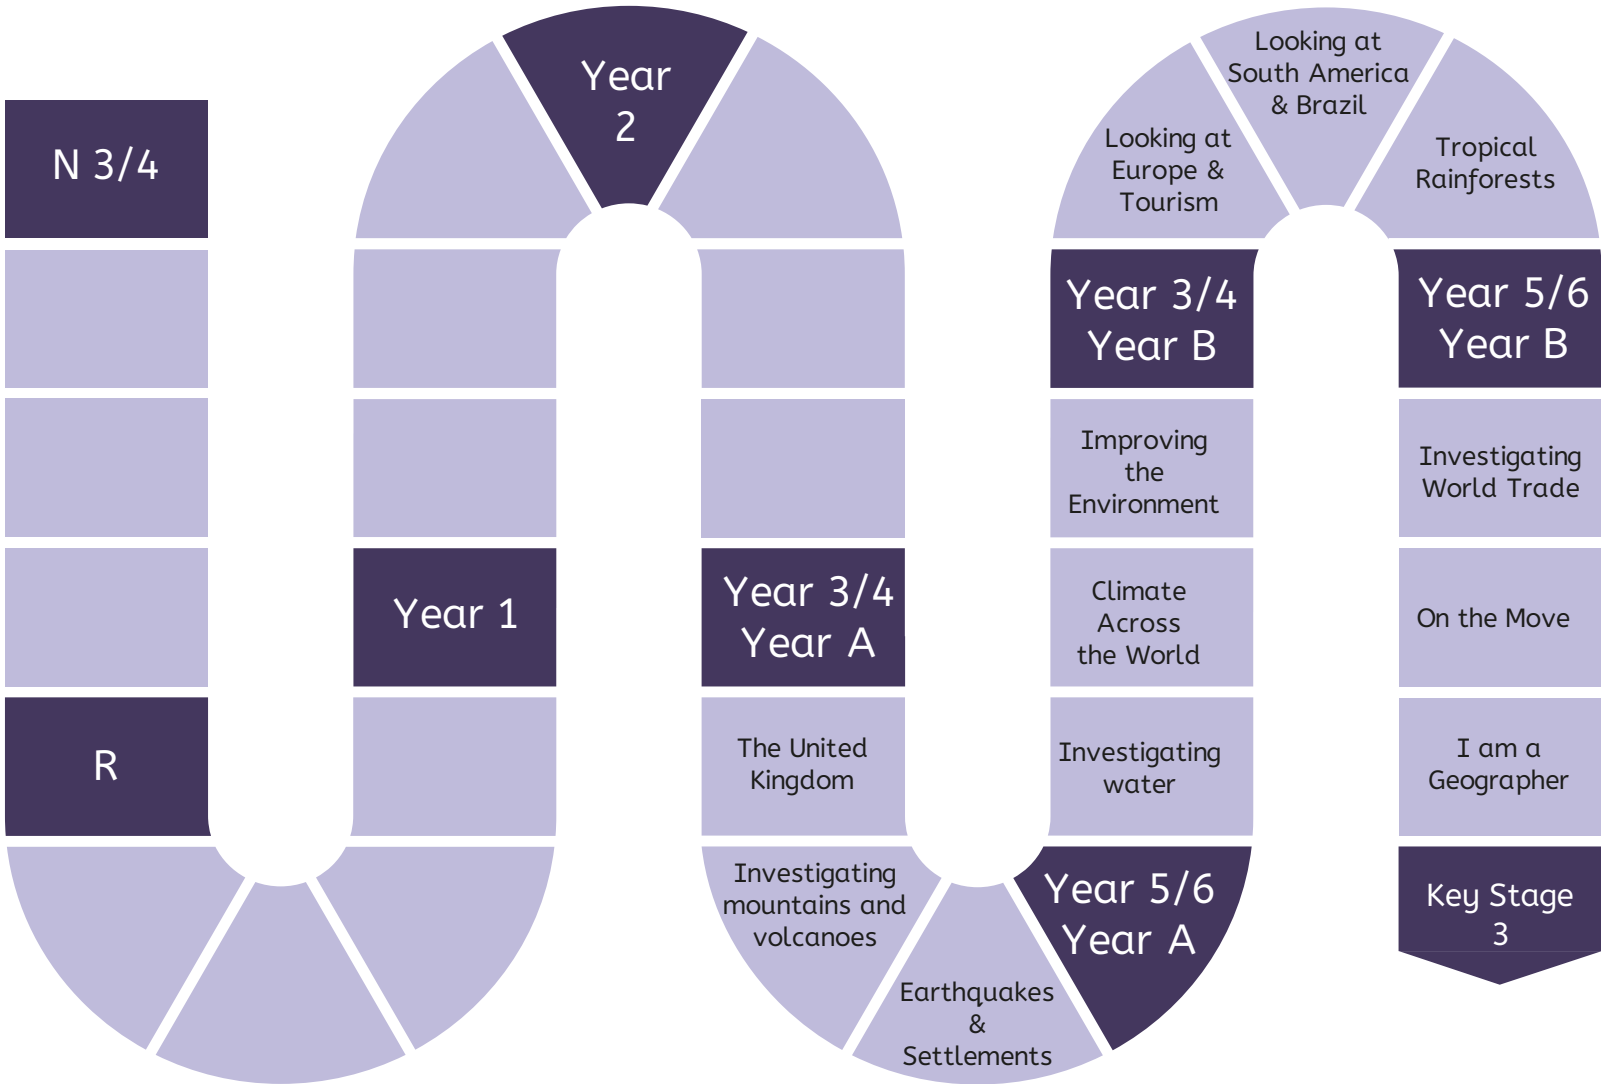 N 3/4
R
Year 1
Year
2
Year 3/4
Year A
The United
Kingdom
Investigating
mountains and
volcanoes
Earthquakes
&
Settlements
Year 5/6
Year A
Investigating
water
Climate
Across
the World
Improving
the
Environment
Year 3/4
Year B
Looking at
Europe &
Tourism
Looking at
South America
& Brazil
Tropical
Rainforests
Year 5/6
Year B
Investigating
World Trade
On the Move
I am a
Geographer
Key Stage
3